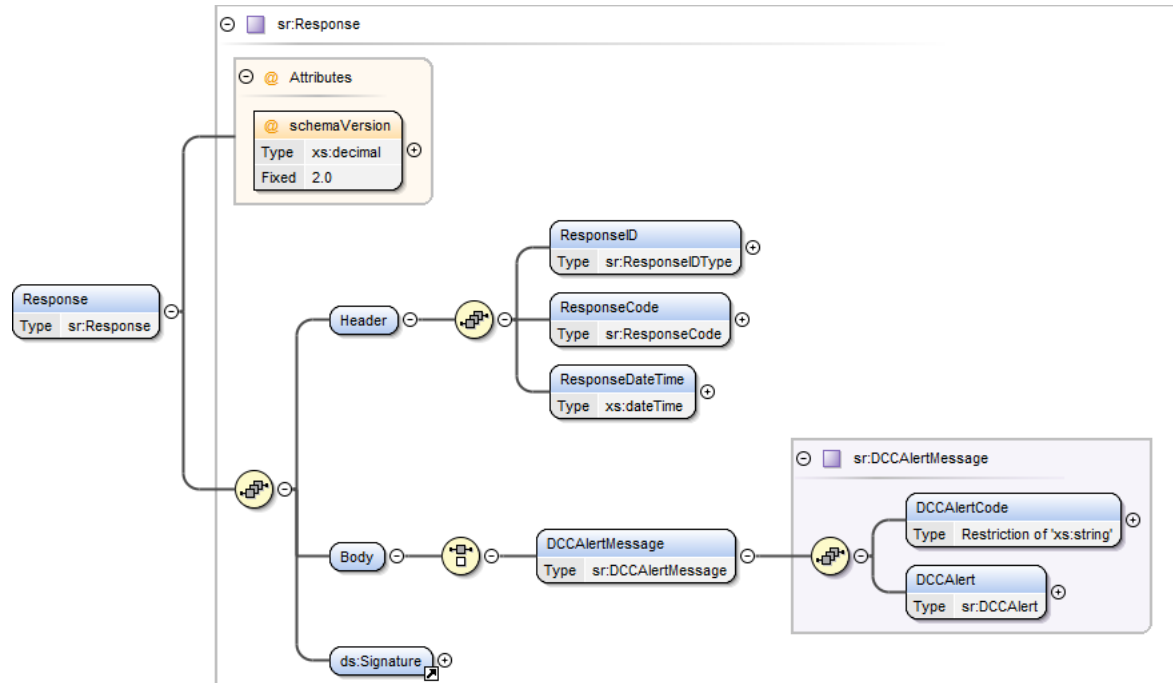 sr:Response
@ Attributes
@ schemaVersion
Type xs:decimal
Fixed 2.0
ResponseID
Type sr:ResponseIDType
Response
Type sr:Response
Header
ResponseCode
Type sr:ResponseCode
ResponseDateTime
Type xs:dateTime
sr:DCCAlertMessage
DCCAlertCode
Type Restriction of 'xs:string'
Body
DCCAlertMessage
Type sr:DCCAlertMessage
DCCAlert
Type sr:DCCAlert
ds:Signature